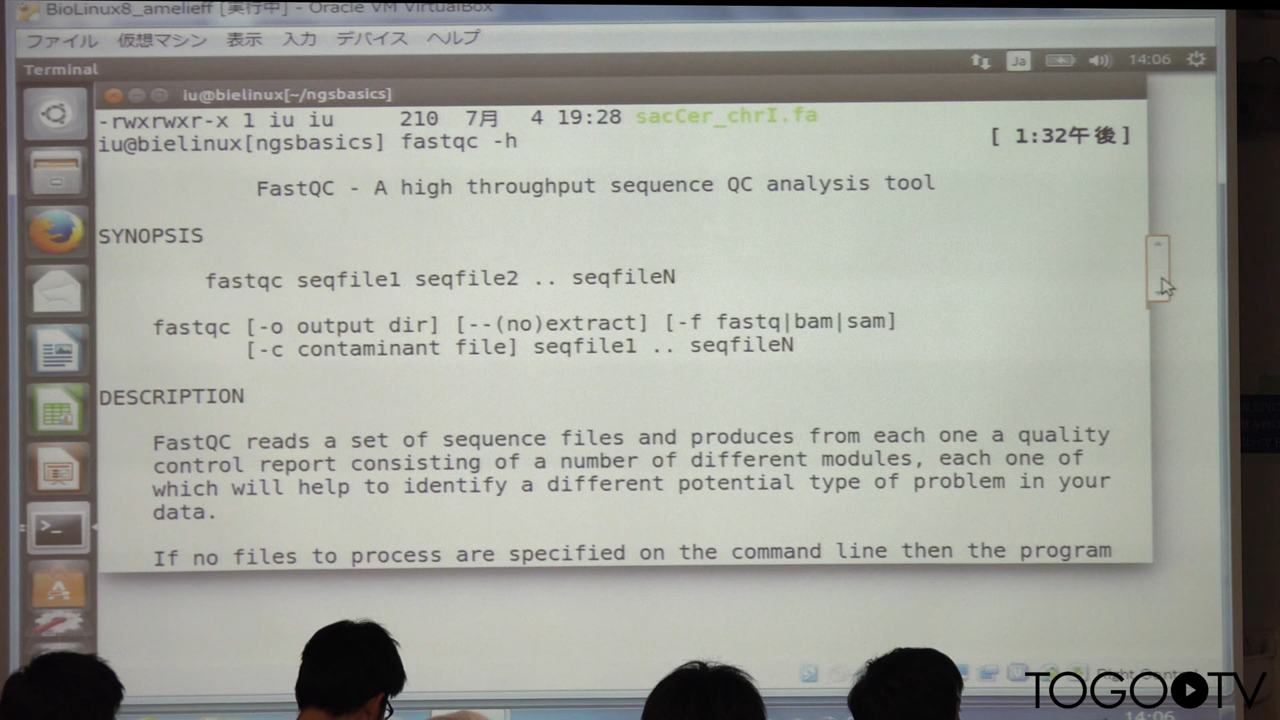 BioLinux8_amelieff [実行中] - Oracle VM VirtualBox
ファイル 仮想マシン 表示 入力 デバイス ヘルプ
Terminal Ja 14:06
iu@bielinux[~/ngsbasics]
-rwxrwxr-x 1 iu iu 210 7月 4 19:28 sacCer_chrI.fa
iu@bielinux[ngsbasics] fastqc -h [ 1:32午後]
FastQC - A high throughput sequence QC analysis tool
SYNOPSIS
fastqc seqfile1 seqfile2 .. seqfileN
fastqc [-o output dir] [--(no)extract] [-f fastq|bam|sam]
[-c contaminant file] seqfile1 .. seqfileN
DESCRIPTION
FastQC reads a set of sequence files and produces from each one a quality
control report consisting of a number of different modules, each one of
which will help to identify a different potential type of problem in your
data.
If no files to process are specified on the command line then the program
Right Control
TOGOTV
14:06